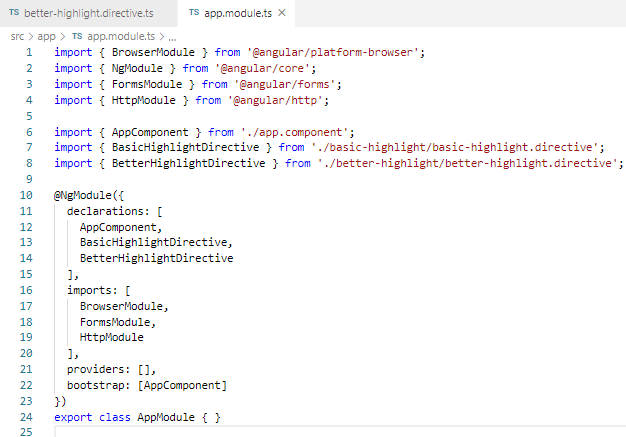 TS better-highlight.directive.ts TS app.module.ts ×
src > app > TS app.module.ts > ...
1 import { BrowserModule } from '@angular/platform-browser';
2 import { NgModule } from '@angular/core';
3 import { FormsModule } from '@angular/forms';
4 import { HttpModule } from '@angular/http';
5
6 import { AppComponent } from './app.component';
7 import { BasicHighlightDirective } from './basic-highlight/basic-highlight.directive';
8 import { BetterHighlightDirective } from './better-highlight/better-highlight.directive';
9
10 @NgModule({
11 declarations: [
12 AppComponent,
13 BasicHighlightDirective,
14 BetterHighlightDirective
15 ],
16 imports: [
17 BrowserModule,
18 FormsModule,
19 HttpModule
20 ],
21 providers: [],
22 bootstrap: [AppComponent]
23 })
24 export class AppModule { }
25